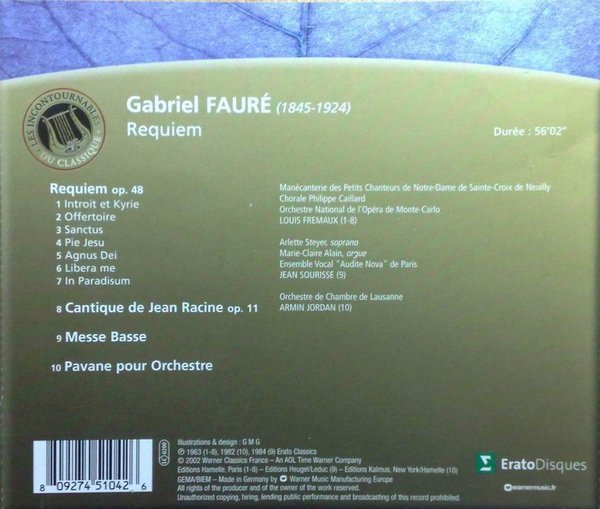 LES INCONTOURNABLES
DU CLASSIQUE
Gabriel FAURÉ (1845-1924)
Requiem
Durée : 56'02"
Requiem op. 48
1 Introit et Kyrie
2 Offertoire
3 Sanctus
4 Pie Jesu
5 Agnus Dei
6 Libera me
7 In Paradisum
8 Cantique de Jean Racine op. 11
9 Messe Basse
10 Pavane pour Orchestre
Manécanterie des Petits Chanteurs de Notre-Dame de Sainte-Croix de Neuilly
Chorale Philippe Caillard
Orchestre National de l'Opéra de Monte-Carlo
LOUIS FREMAUX (1-8)
Arlette Steyer, soprano
Marie-Claire Alain, orgue
Ensemble Vocal "Audite Nova" de Paris
JEAN SOURISSE (9)
Orchestre de Chambre de Lausanne
ARMIN JORDAN (10)
8 09274 51042 6
Illustrations & design : G M G
℗ 1963 (1-8), 1982 (10), 1984 (9) Erato Classics
© 2002 Warner Classics France – An AOL Time Warner Company
Editions Hamelle, Paris (1-8) – Editions Heugel/Leduc (9) – Editions Kalmus, New York/Hamelle (10)
GEMA/BIEM – Made in Germany by Warner Music Manufacturing Europe
All rights of the producer and of the owner of the work reserved.
Unauthorized copying, hiring, lending public performance and broadcasting of this record prohibited.
EratoDisques
warnermusic.fr